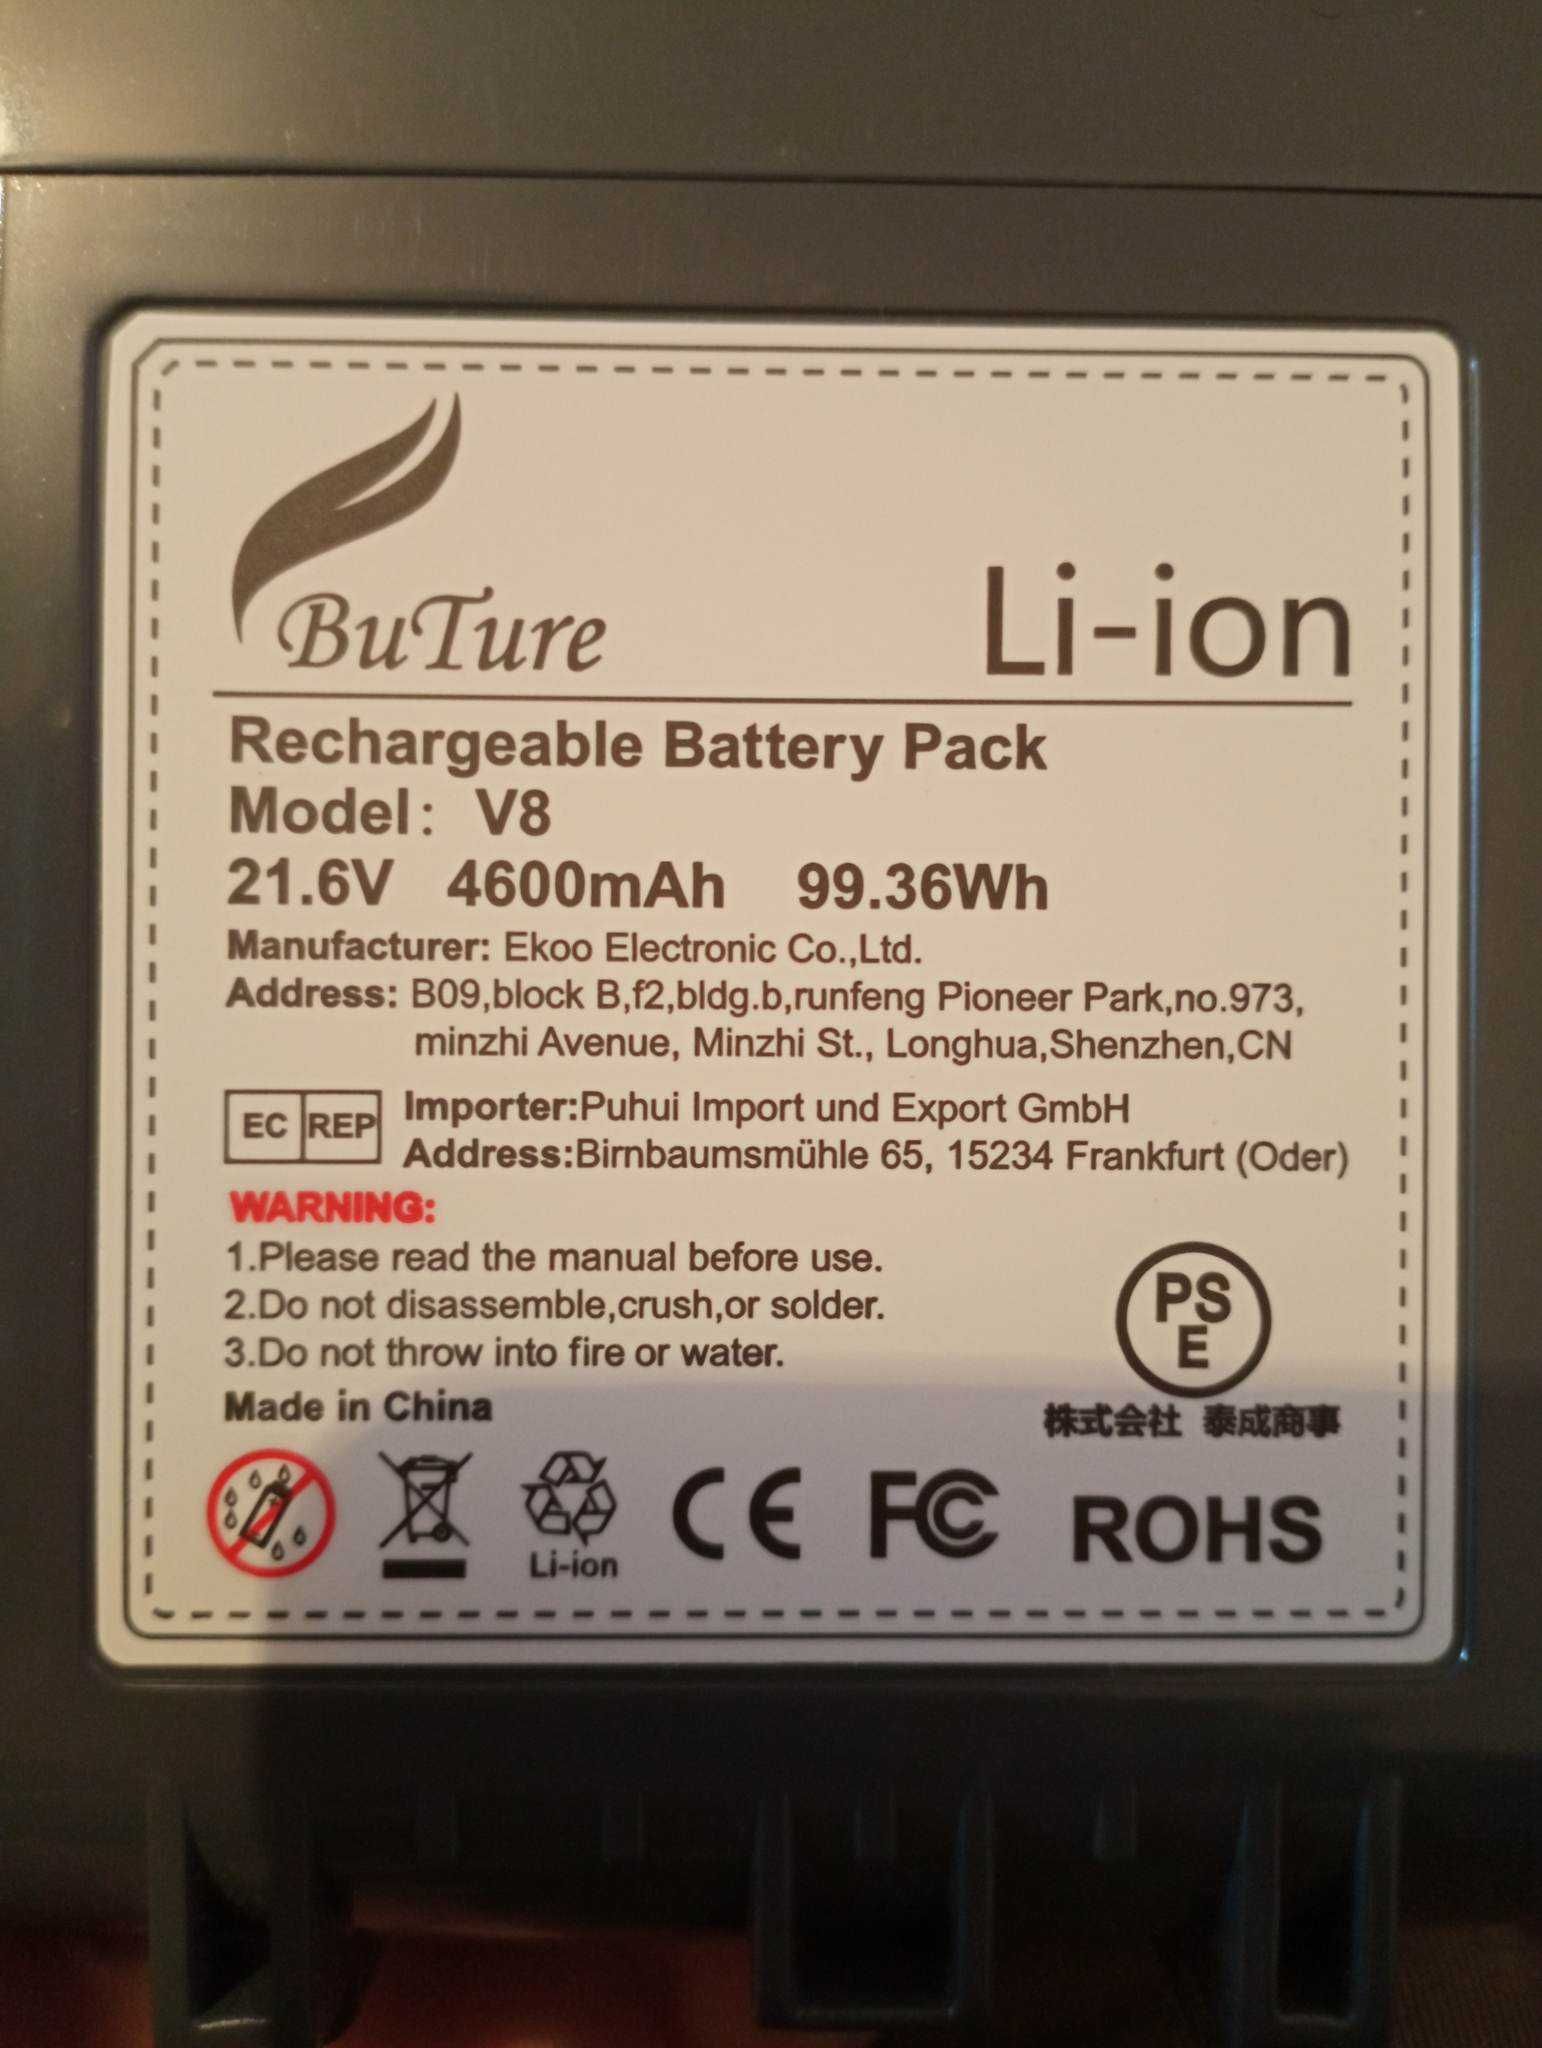 BuTure
Li-ion
Rechargeable Battery Pack
Model: V8
21.6V 4600mAh 99.36Wh
Manufacturer: Ekoo Electronic Co.,Ltd.
Address: B09,block B,f2,bldg.b,runfeng Pioneer Park,no.973,
minzhi Avenue, Minzhi St., Longhua,Shenzhen,CN
EC REP
Importer:Puhui Import und Export GmbH
Address:Birnbaumsmühle 65, 15234 Frankfurt (Oder)
WARNING:
1.Please read the manual before use.
2.Do not disassemble,crush,or solder.
3.Do not throw into fire or water.
Made in China
PS
E
株式会社 泰成商事
Li-ion
CE
FC
ROHS